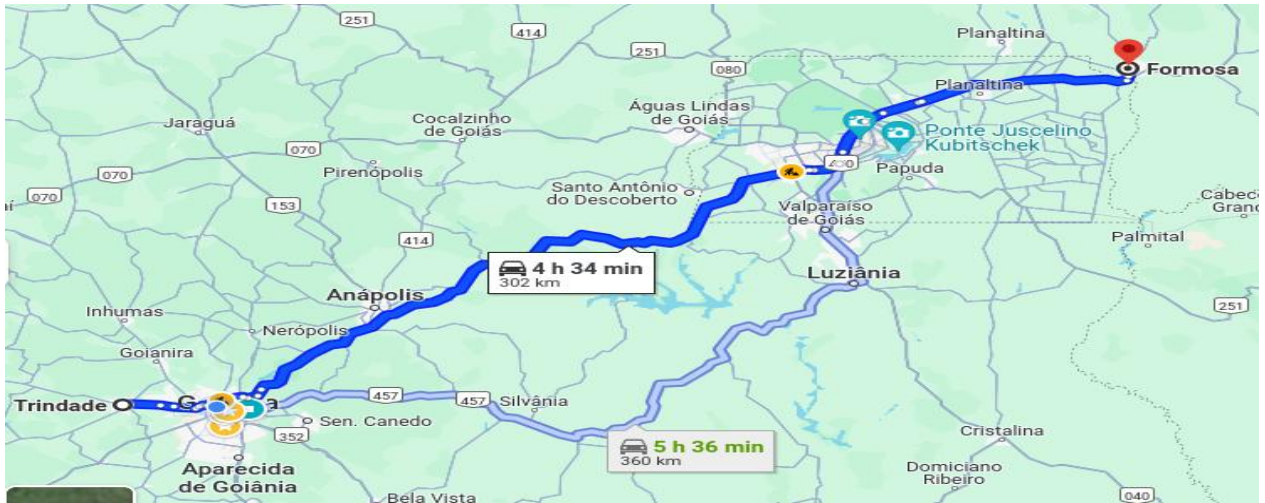 251
414
Planaltina
251
080
Formosa
Planaltina
Águas Lindas
de Goiás
Cocalzinho
de Goiás
Jaraguá
Ponte Juscelino
Kubitschek
070
070
Pirenópolis
Papuda
Santo Antônio
do Descoberto
070
153
Valparaíso
de Goiás
Cabec
Grand
Palmital
414
4 h 34 min
302 km
Luziânia
Anápolis
251
Inhumas
Nerópolis
Goianira
Trindade
457
457
Silvânia
Sen. Canedo
352
Cristalina
5 h 36 min
360 km
Aparecida
de Goiânia
Domiciano
Ribeiro
Bela Vista
040